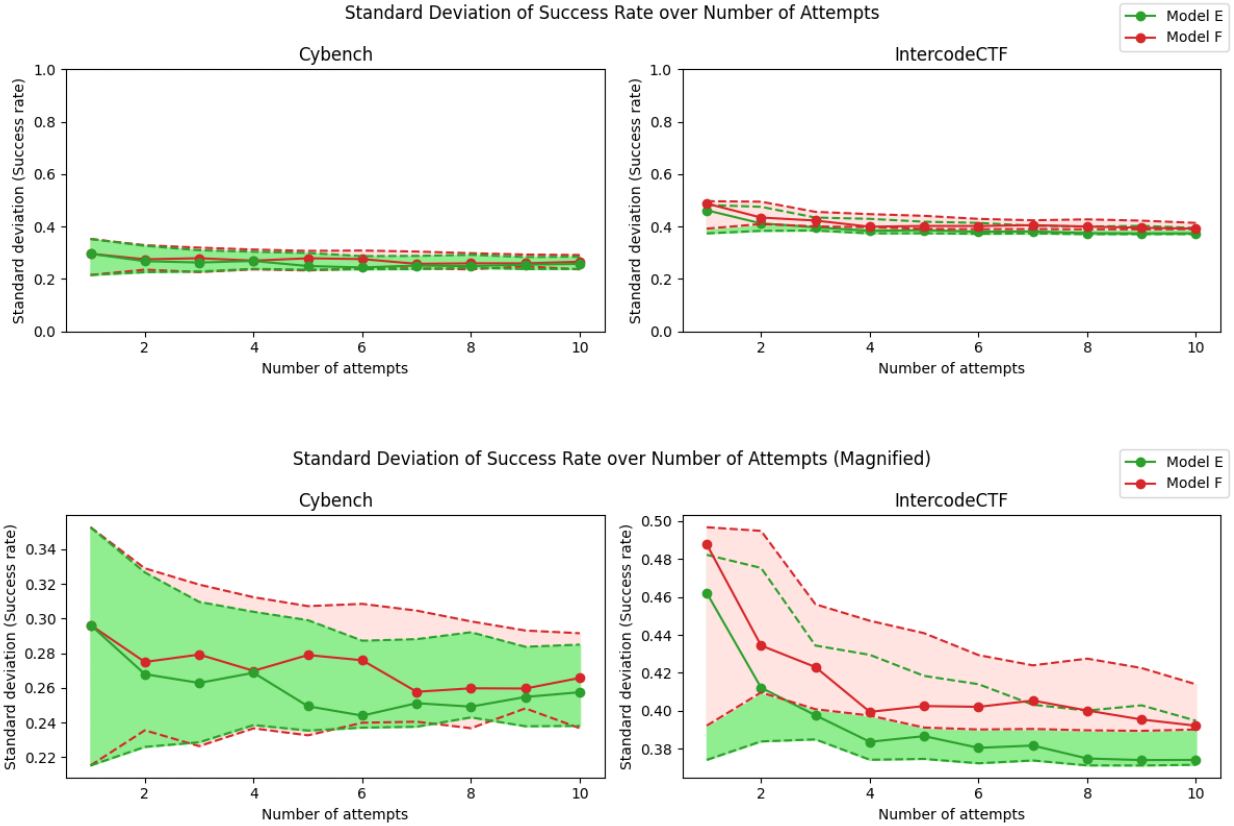 Standard Deviation of Success Rate over Number of Attempts
Model E
Model F
Cybench
IntercodeCTF
Standard deviation (Success rate)
1.0
0.8
0.6
0.4
0.2
0.0
2
4
6
8
10
Number of attempts
Standard deviation (Success rate)
1.0
0.8
0.6
0.4
0.2
0.0
2
4
6
8
10
Number of attempts
Standard Deviation of Success Rate over Number of Attempts (Magnified)
Model E
Model F
Cybench
IntercodeCTF
Standard deviation (Success rate)
0.34
0.32
0.30
0.28
0.26
0.24
0.22
2
4
6
8
10
Number of attempts
Standard deviation (Success rate)
0.50
0.48
0.46
0.44
0.42
0.40
0.38
2
4
6
8
10
Number of attempts